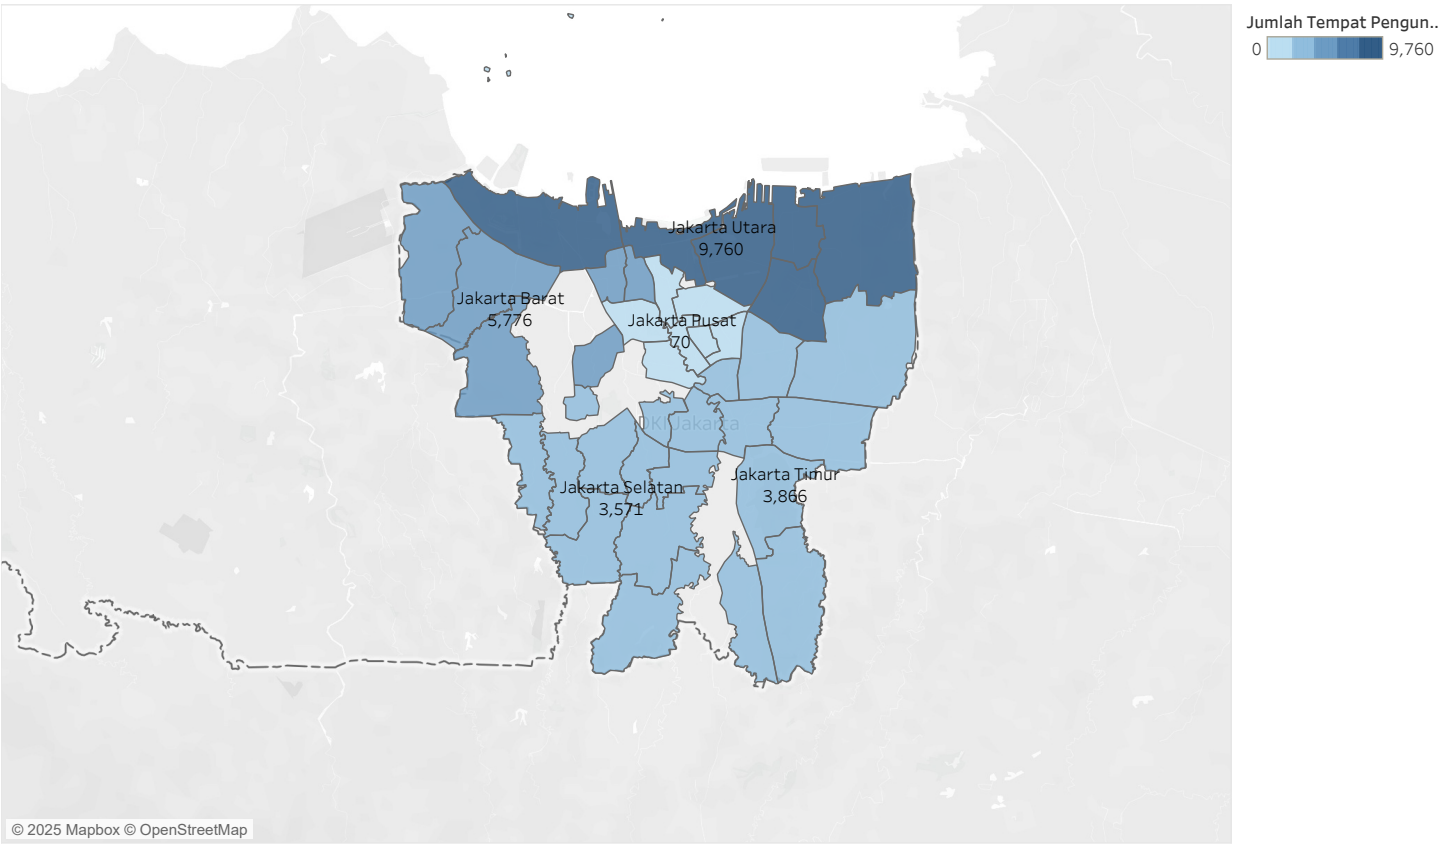 Jumlah Tempat Pengun..
0 9,760
Jakarta Utara
9,760
Jakarta Barat
5,776
Jakarta Pusat
70
DKI Jakarta
Jakarta Timur
3,866
Jakarta Selatan
3,571
© 2025 Mapbox © OpenStreetMap